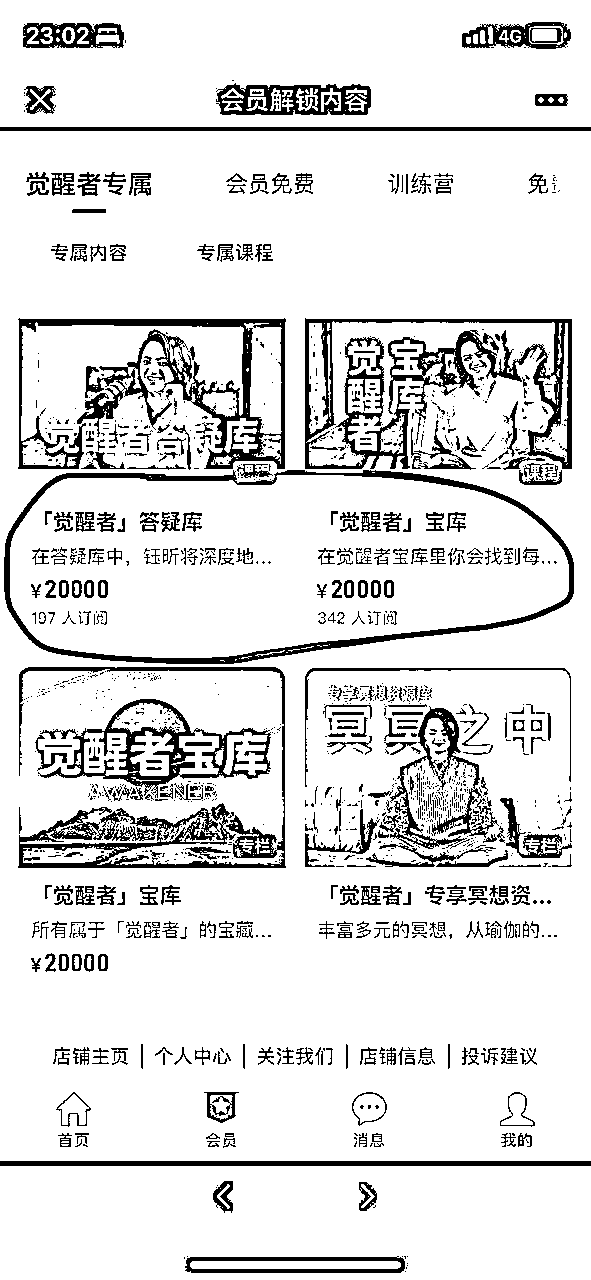 23:02
4G
会员解锁内容
觉醒者专属 会员免费 训练营 免
专属内容 专属课程
觉醒者答疑库
课程
觉醒者
宝库
课程
「觉醒者」答疑库
在答疑库中，钰昕将深度地...
¥20000
197 人订阅
「觉醒者」宝库
在觉醒者宝库里你会找到每...
¥20000
342 人订阅
觉醒者宝库
AWAKENER
专栏
专享冥想资源库
冥冥之中
专栏
「觉醒者」宝库
所有属于「觉醒者」的宝藏...
¥20000
「觉醒者」专享冥想资...
丰富多元的冥想，从瑜伽的...
店铺主页 | 个人中心 | 关注我们 | 店铺信息 | 投诉建议
首页 会员 消息 我的